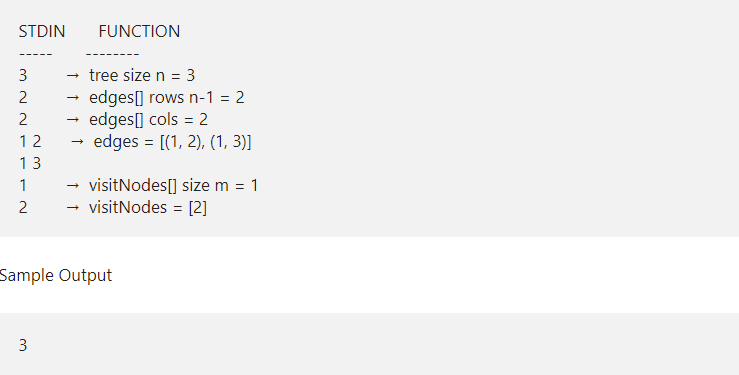 STDIN FUNCTION
----- --------
3 → tree size n = 3
2 → edges[] rows n-1 = 2
2 → edges[] cols = 2
1 2 → edges = [(1, 2), (1, 3)]
1 3
1 → visitNodes[] size m = 1
2 → visitNodes = [2]
Sample Output
3